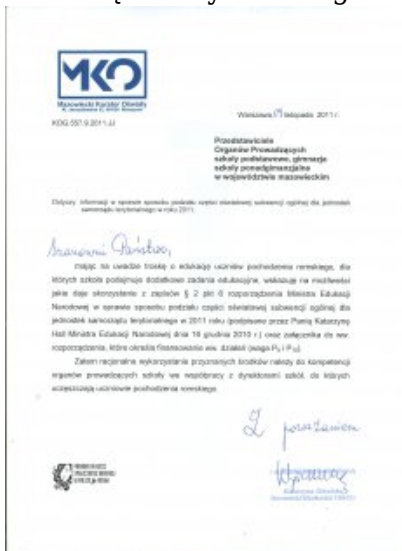 MKO
Mazowiecki Kurator Oświaty
KOG.557.9.2011.JJ
Warszawa listopada 2011 r.
Przedstawiciele
Organów Prowadzących
szkoły podstawowe, gimnazja
szkoły ponadgimnazjalne
w województwie mazowieckim
Dotyczy: informacji w sprawie sposobu podziału części oświatowej subwencji ogólnej dla jednostek
samorządu terytorialnego w roku 2011.
Szanowni Państwo,
mając na uwadze troskę o edukację uczniów pochodzenia romskiego, dla
których szkoła podejmuje dodatkowe zadania edukacyjne, wskazuję na możliwości
jakie daje skorzystanie z zapisów § 2 pkt 6 rozporządzenia Ministra Edukacji
Narodowej w sprawie sposobu podziału części oświatowej subwencji ogólnej dla
jednostek samorządu terytorialnego w 2011 roku (podpisane przez Panią Katarzynę
Hall Ministra Edukacji Narodowej dnia 16 grudnia 2010 r.) oraz załącznika do ww.
rozporządzenia, które określa finansowanie ww. działań (waga
Zatem racjonalne wykorzystanie przyznanych środków należy do kompetencji
organów prowadzących szkoły we współpracy z dyrektorami szkół, do których
uczęszczają uczniowie pochodzenia romskiego.
Z poważaniem